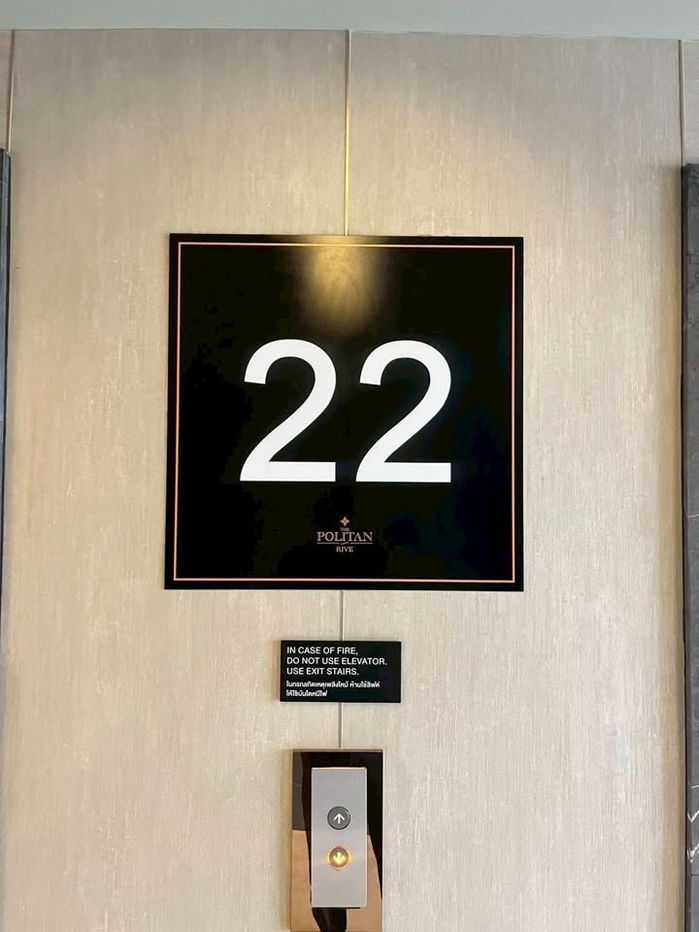 22
THE
POLITAN
RIVE
IN CASE OF FIRE,
DO NOT USE ELEVATOR.
USE EXIT STAIRS.
ในกรณีเกิดเหตุเพลิงไหม้ ห้ามใช้ลิฟต์
ให้ใช้บันไดหนีไฟ